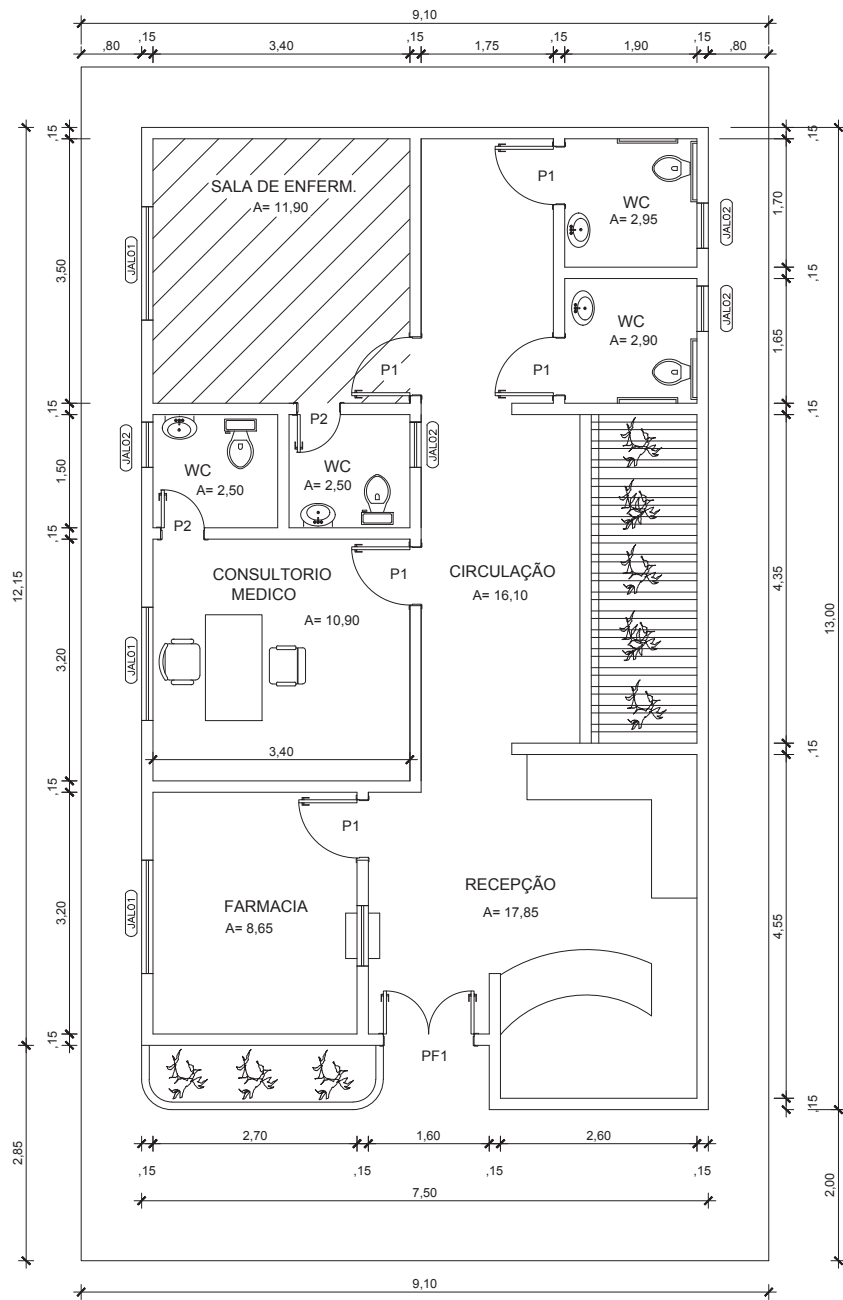 9,10
,80
,15
3,40
,15
1,75
,15
1,90
,15
,80
,15
3,50
,15
1,50
,15
3,20
,15
3,20
,15
12,15
2,85
SALA DE ENFERM.
A= 11,90
JAL01
P1
P2
P1
WC
A= 2,95
JAL02
WC
A= 2,90
P1
JAL02
JAL02
WC
A= 2,50
P2
WC
A= 2,50
JAL02
CONSULTORIO
MEDICO
A= 10,90
P1
JAL01
3,40
CIRCULAÇÃO
A= 16,10
P1
FARMACIA
A= 8,65
JAL01
RECEPÇÃO
A= 17,85
PF1
,15
1,70
,15
1,65
,15
4,35
,15
4,55
,15
13,00
2,00
2,70
1,60
2,60
,15
,15
,15
,15
7,50
9,10